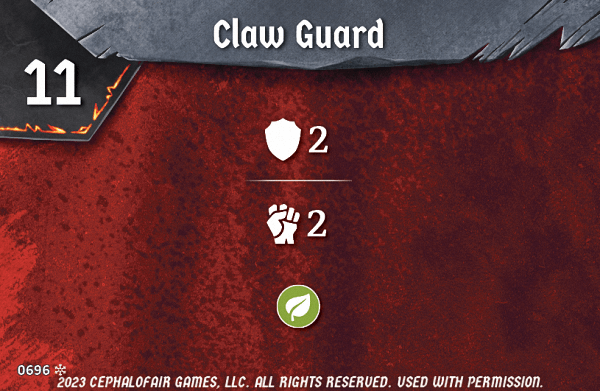 Claw Guard
11
2
2
0696
2023 CEPHALOFAIR GAMES, LLC. ALL RIGHTS RESERVED. USED WITH PERMISSION.